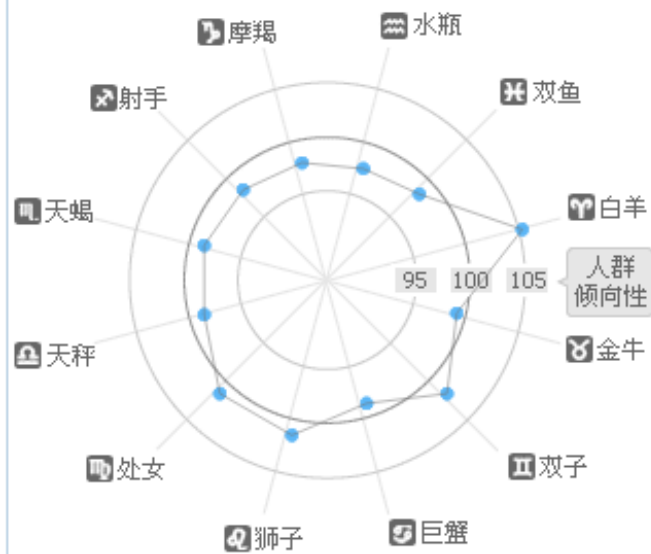 水瓶
摩羯
双鱼
射手
白羊
天蝎
人群
倾向性
95
100
105
金牛
天秤
双子
处女
巨蟹
狮子